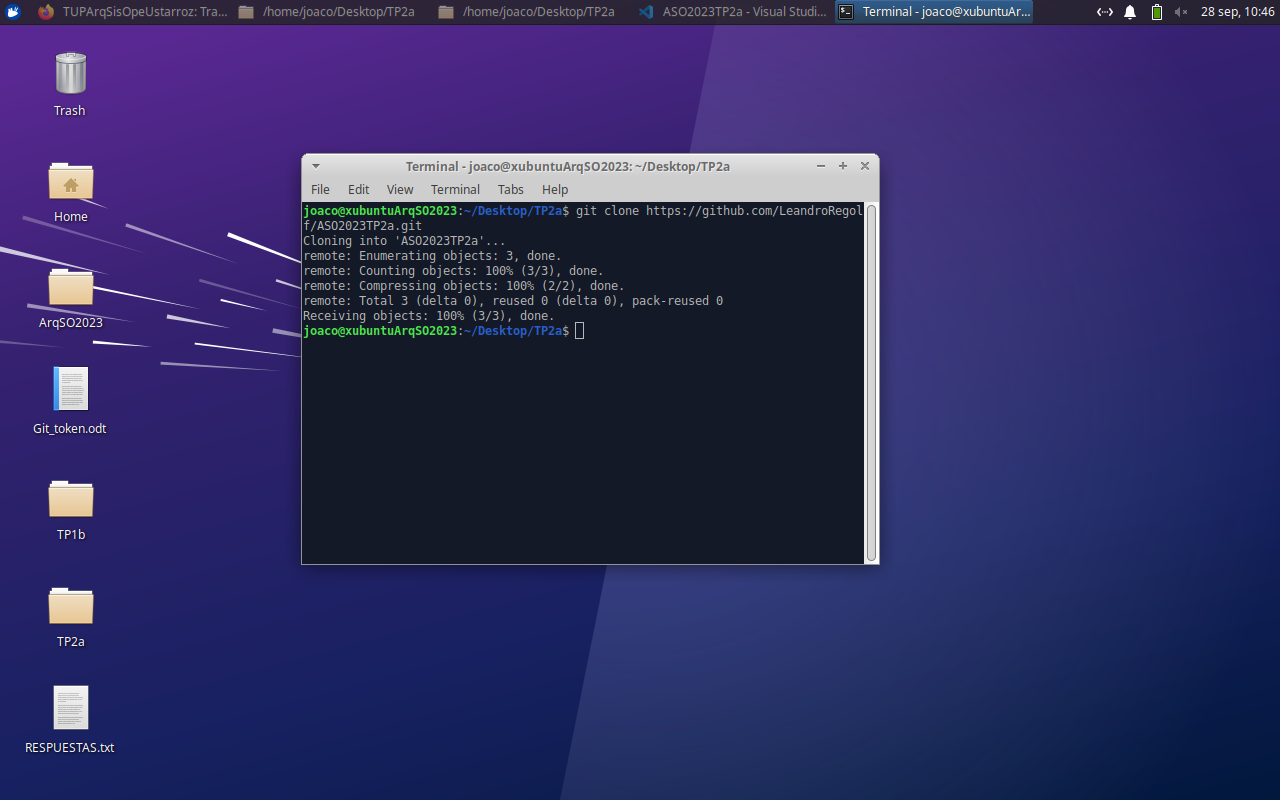 TUPArqSisOpeUstarroz: Tra...
/home/joaco/Desktop/TP2a
/home/joaco/Desktop/TP2a
ASO2023TP2a - Visual Studi...
Terminal - joaco@xubuntuAr...
28 sep, 10:46
Trash
Home
ArqSO2023
Git_token.odt
TP1b
TP2a
RESPUESTAS.txt
Terminal - joaco@xubuntuArqSO2023: ~/Desktop/TP2a
File Edit View Terminal Tabs Help
joaco@xubuntuArqSO2023:~/Desktop/TP2a$ git clone https://github.com/LeandroRegol
f/ASO2023TP2a.git
Cloning into 'ASO2023TP2a'...
remote: Enumerating objects: 3, done.
remote: Counting objects: 100% (3/3), done.
remote: Compressing objects: 100% (2/2), done.
remote: Total 3 (delta 0), reused 0 (delta 0), pack-reused 0
Receiving objects: 100% (3/3), done.
joaco@xubuntuArqSO2023:~/Desktop/TP2a$